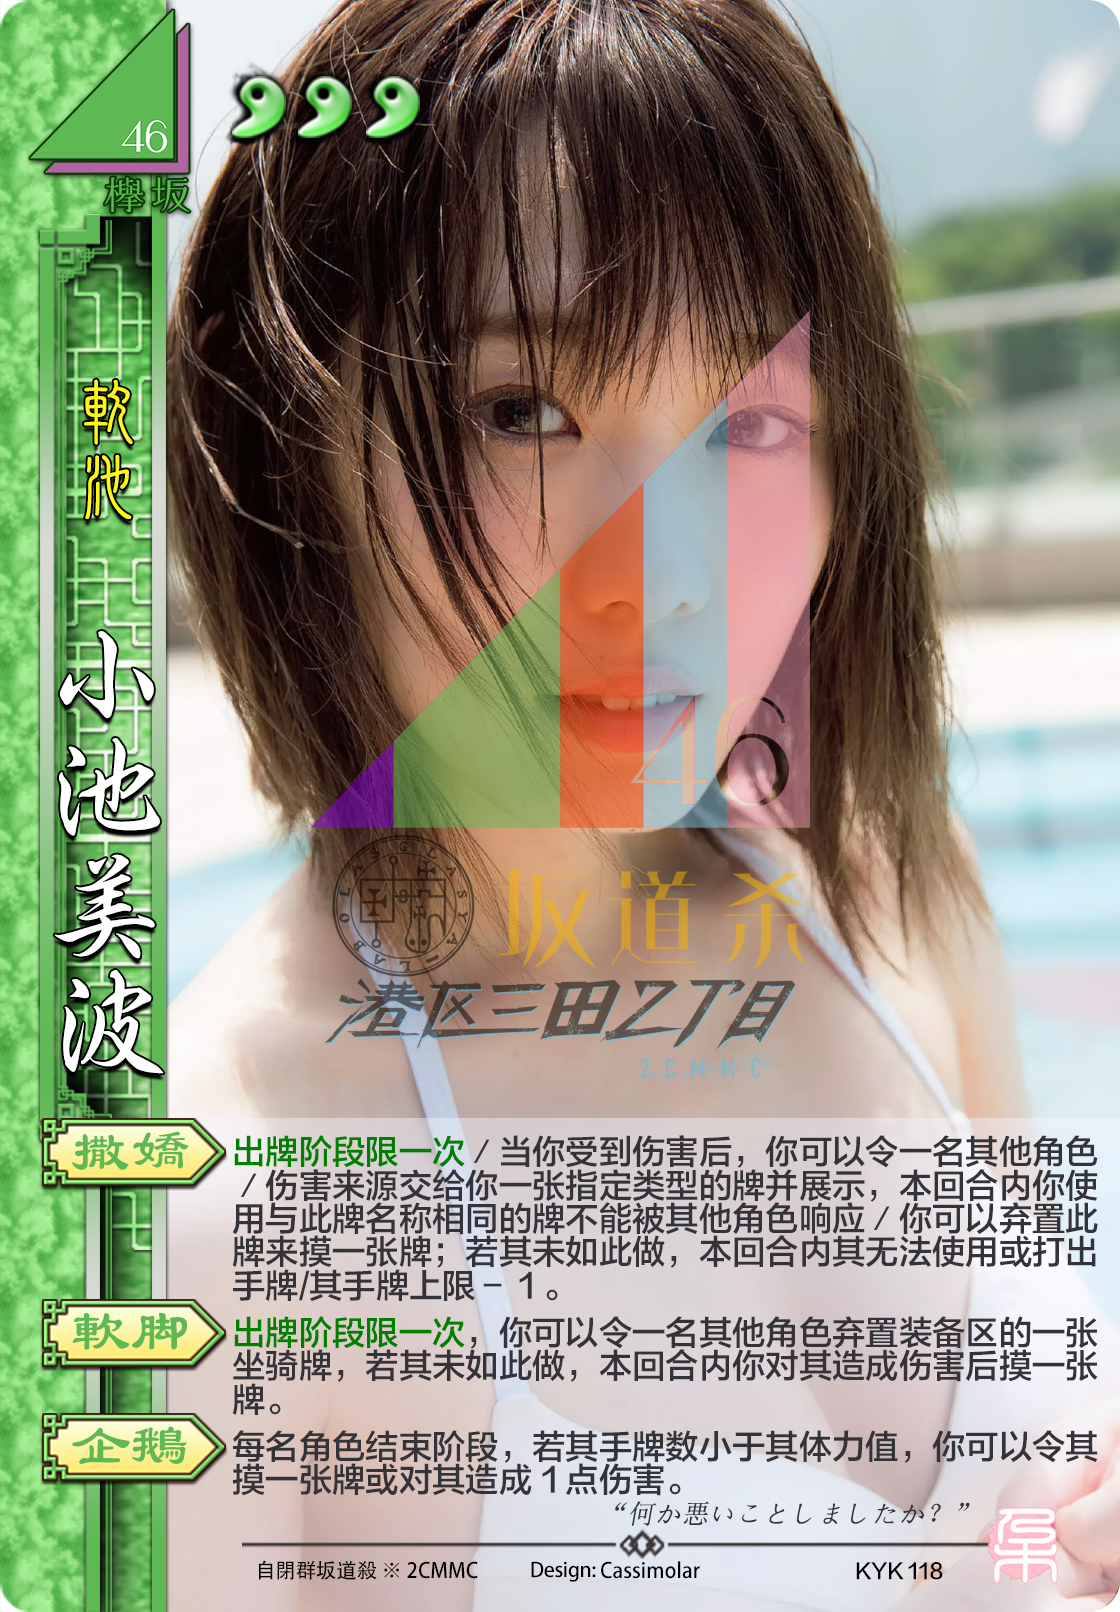 46
欅坂
軟池
小池美波
46
GLASYA-LABOLAS
坂道杀
港区三田2丁目
2CMMC
撒嬌
出牌阶段限一次／当你受到伤害后，你可以令一名其他角色
／伤害来源交给你一张指定类型的牌并展示，本回合内你使
用与此牌名称相同的牌不能被其他角色响应／你可以弃置此
牌来摸一张牌；若其未如此做，本回合内其无法使用或打出
手牌/其手牌上限－１。
軟脚
出牌阶段限一次，你可以令一名其他角色弃置装备区的一张
坐骑牌，若其未如此做，本回合内你对其造成伤害后摸一张
牌。
企鵝
每名角色结束阶段，若其手牌数小于其体力值，你可以令其
摸一张牌或对其造成１点伤害。
“何か悪いことしましたか？”
自閉群坂道殺 ※ 2CMMC Design: Cassimolar KYK 118